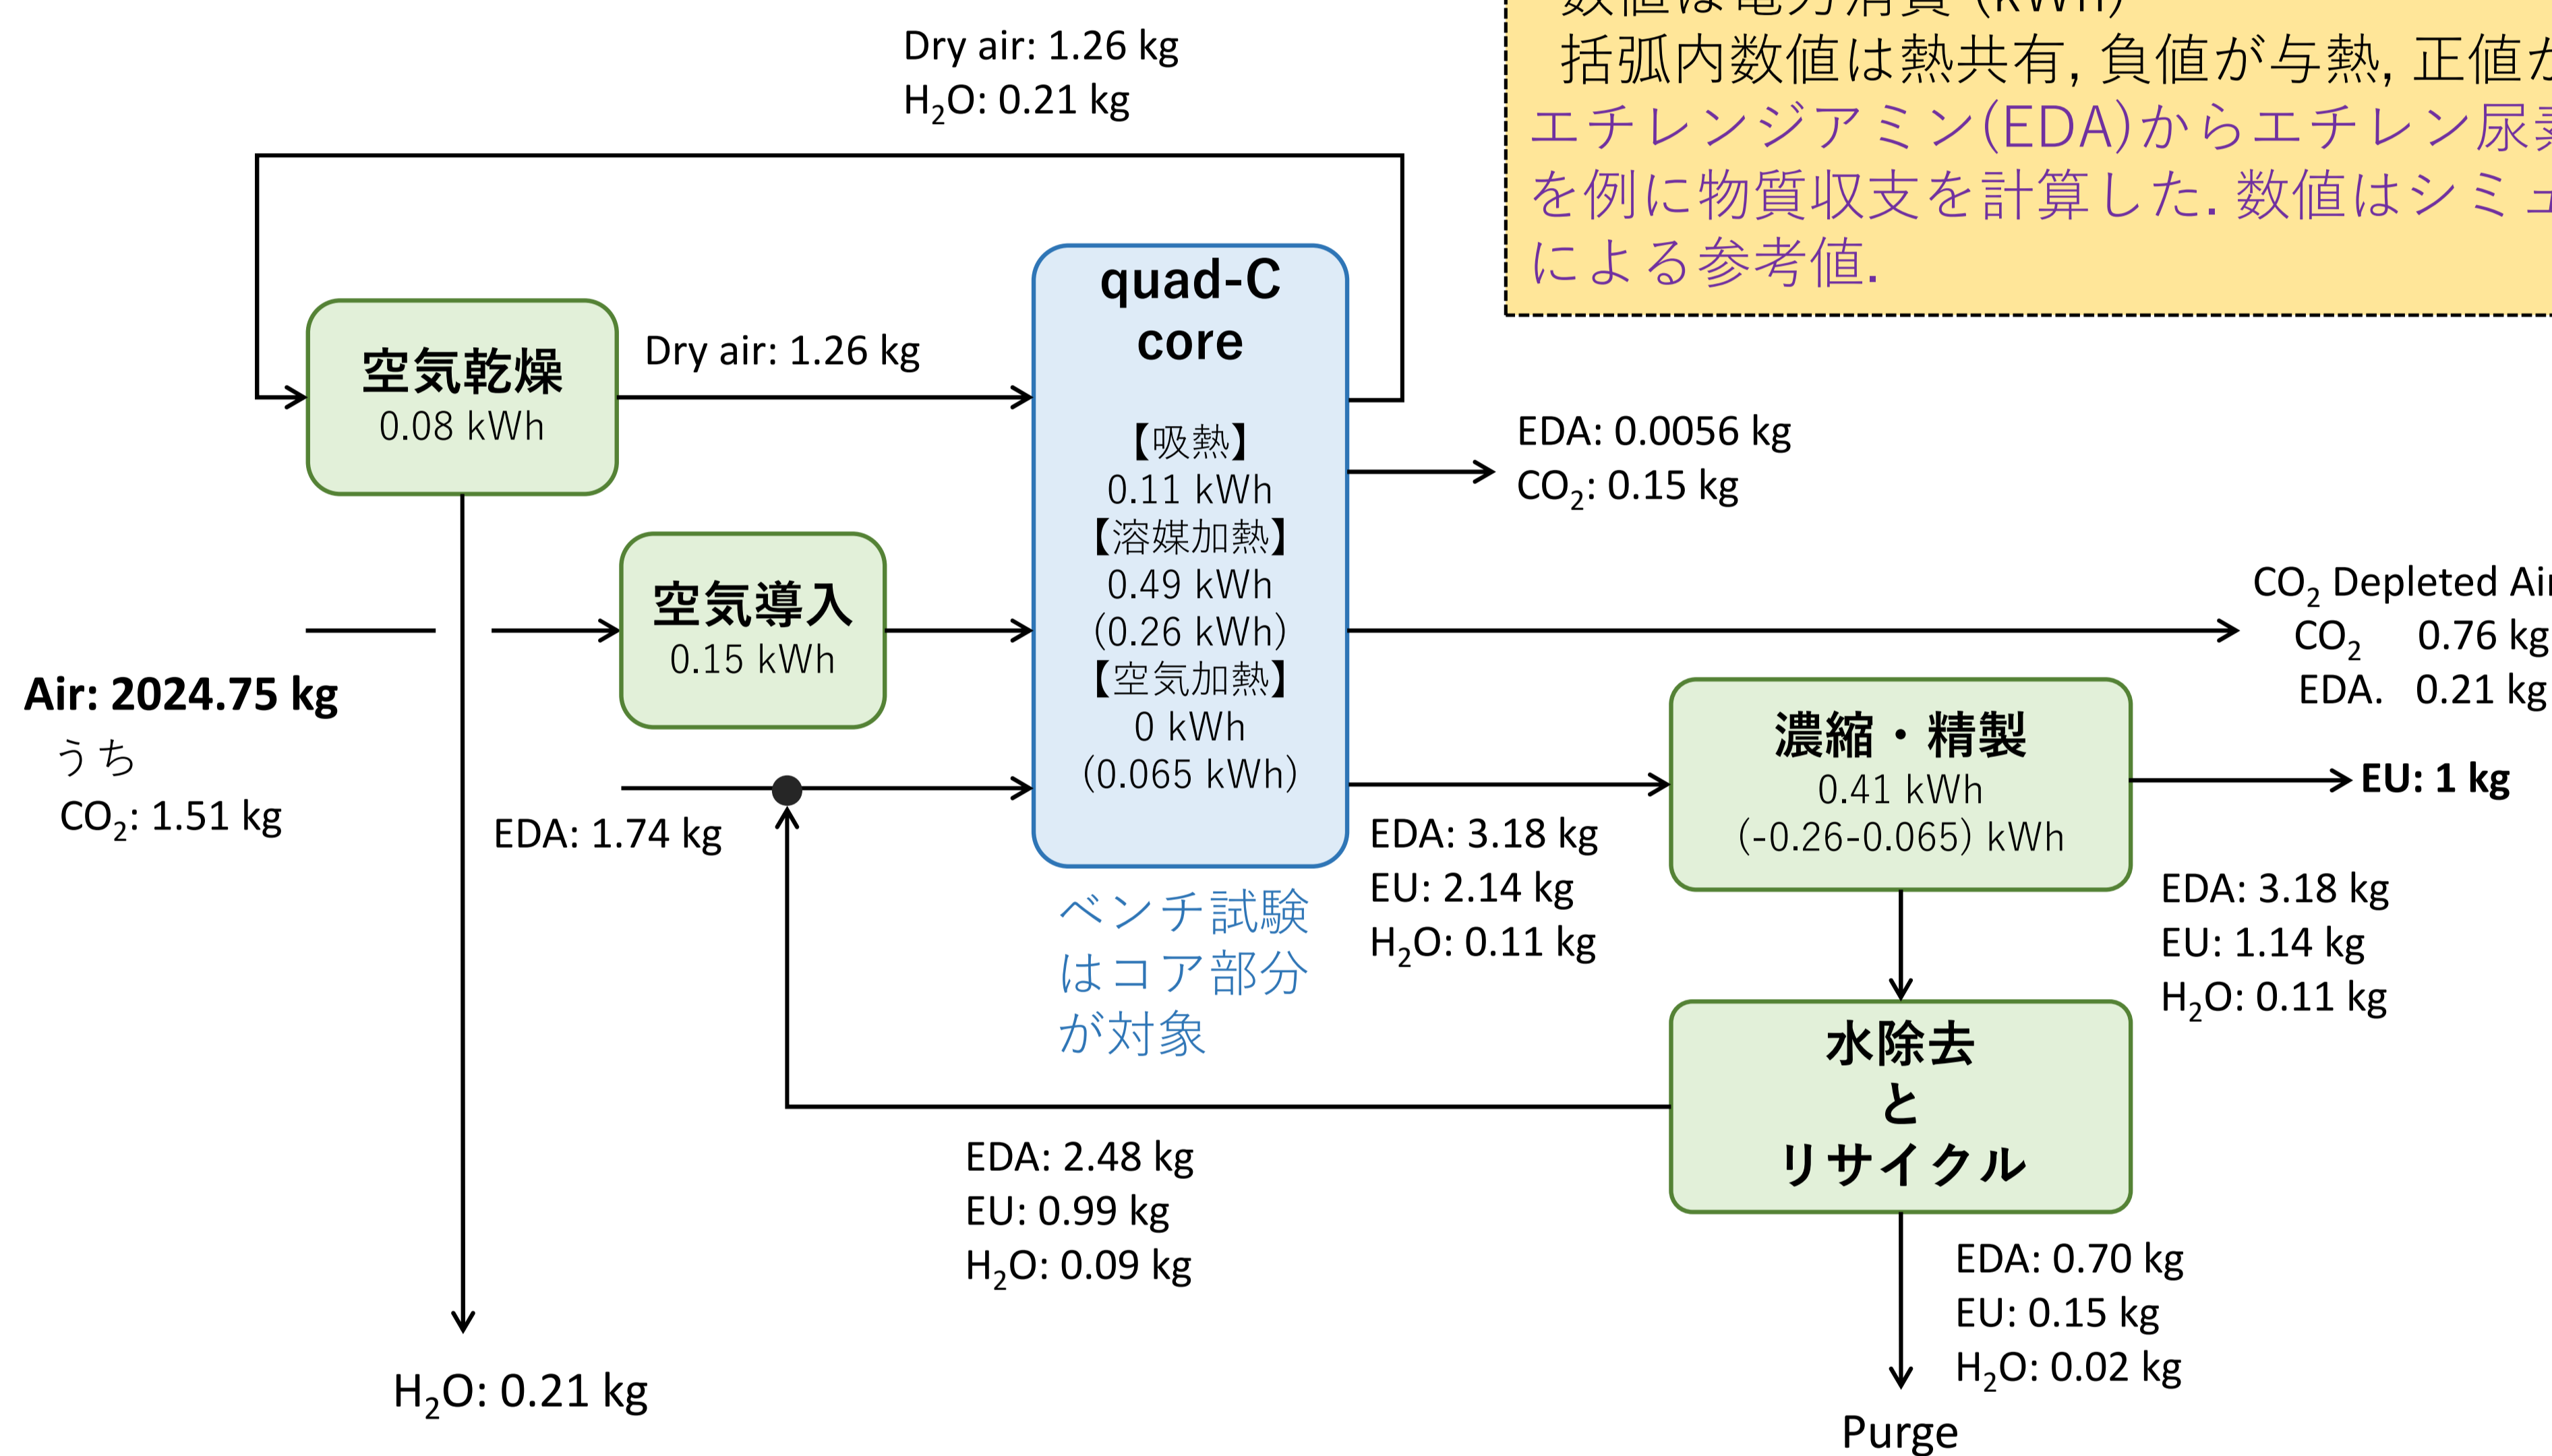 Dry air: 1.26 kg
H₂O: 0.21 kg
数値は電力消費 (kWh)
括弧内数値は熱共有, 負値が与熱, 正値が
エチレンジアミン(EDA)からエチレン尿素
を例に物質収支を計算した. 数値はシミュ
による参考値.
空気乾燥
0.08 kWh
Dry air: 1.26 kg
quad-C
core
【吸熱】
0.11 kWh
【溶媒加熱】
0.49 kWh
(0.26 kWh)
【空気加熱】
0 kWh
(0.065 kWh)
EDA: 0.0056 kg
CO₂: 0.15 kg
空気導入
0.15 kWh
CO₂ Depleted Air
CO₂ 0.76 kg
EDA. 0.21 kg
Air: 2024.75 kg
うち
CO₂: 1.51 kg
EDA: 1.74 kg
濃縮・精製
0.41 kWh
(-0.26-0.065) kWh
EU: 1 kg
EDA: 3.18 kg
EU: 2.14 kg
H₂O: 0.11 kg
EDA: 3.18 kg
EU: 1.14 kg
H₂O: 0.11 kg
ベンチ試験
はコア部分
が対象
水除去
と
リサイクル
EDA: 2.48 kg
EU: 0.99 kg
H₂O: 0.09 kg
EDA: 0.70 kg
EU: 0.15 kg
H₂O: 0.02 kg
H₂O: 0.21 kg
Purge